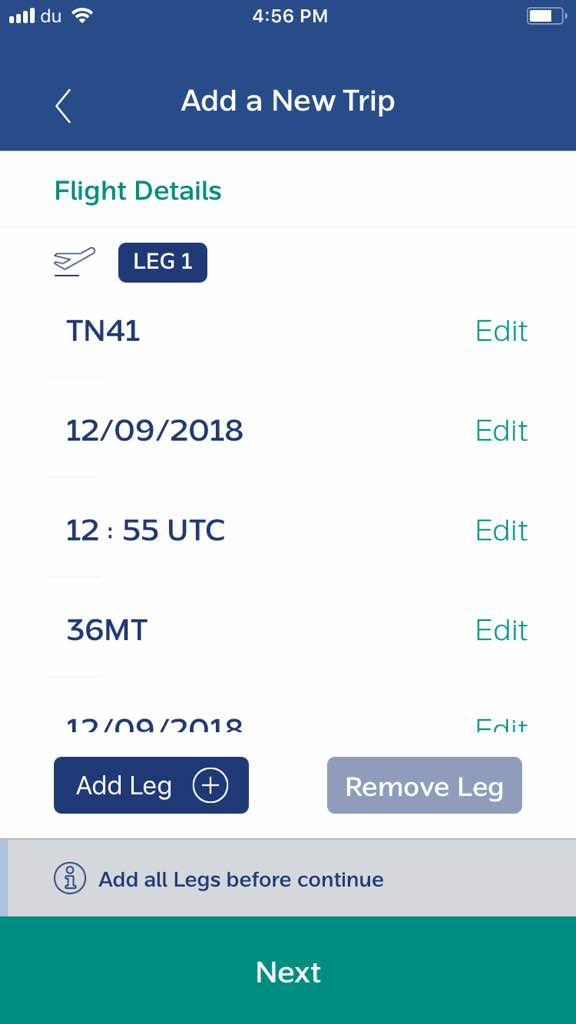 du 4:56 PM
Add a New Trip
Flight Details
LEG 1
TN41 Edit
12/09/2018 Edit
12 : 55 UTC Edit
36MT Edit
12/09/2018 Edit
Add Leg Remove Leg
Add all Legs before continue
Next